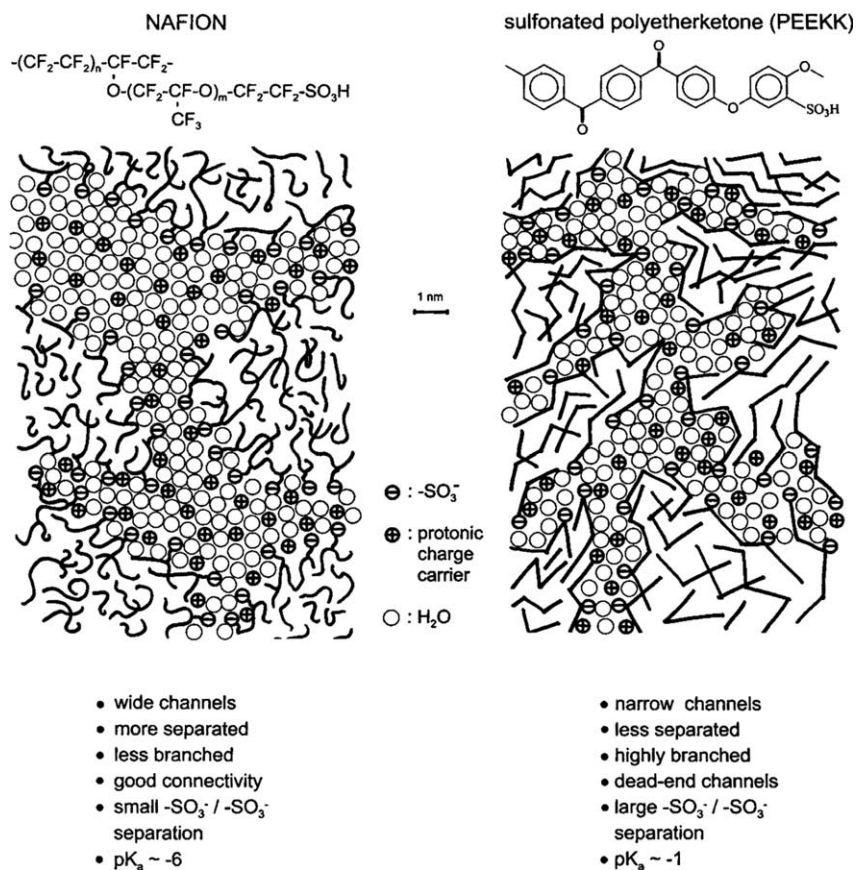 NAFION
-(CF₂-CF₂)ₙ-CF-CF₂-
O-(CF₂-CF-O)ₘ-CF₂-CF₂-SO₃H
CF₃
sulfonated polyetherketone (PEEKK)
O
O
O
O
SO₃H
1 nm
⊖ : -SO₃⁻
⊕ : protonic
charge
carrier
○ : H₂O
• wide channels
• more separated
• less branched
• good connectivity
• small -SO₃⁻ / -SO₃⁻
separation
• pKₐ ~ -6
• narrow channels
• less separated
• highly branched
• dead-end channels
• large -SO₃⁻ / -SO₃⁻
separation
• pKₐ ~ -1